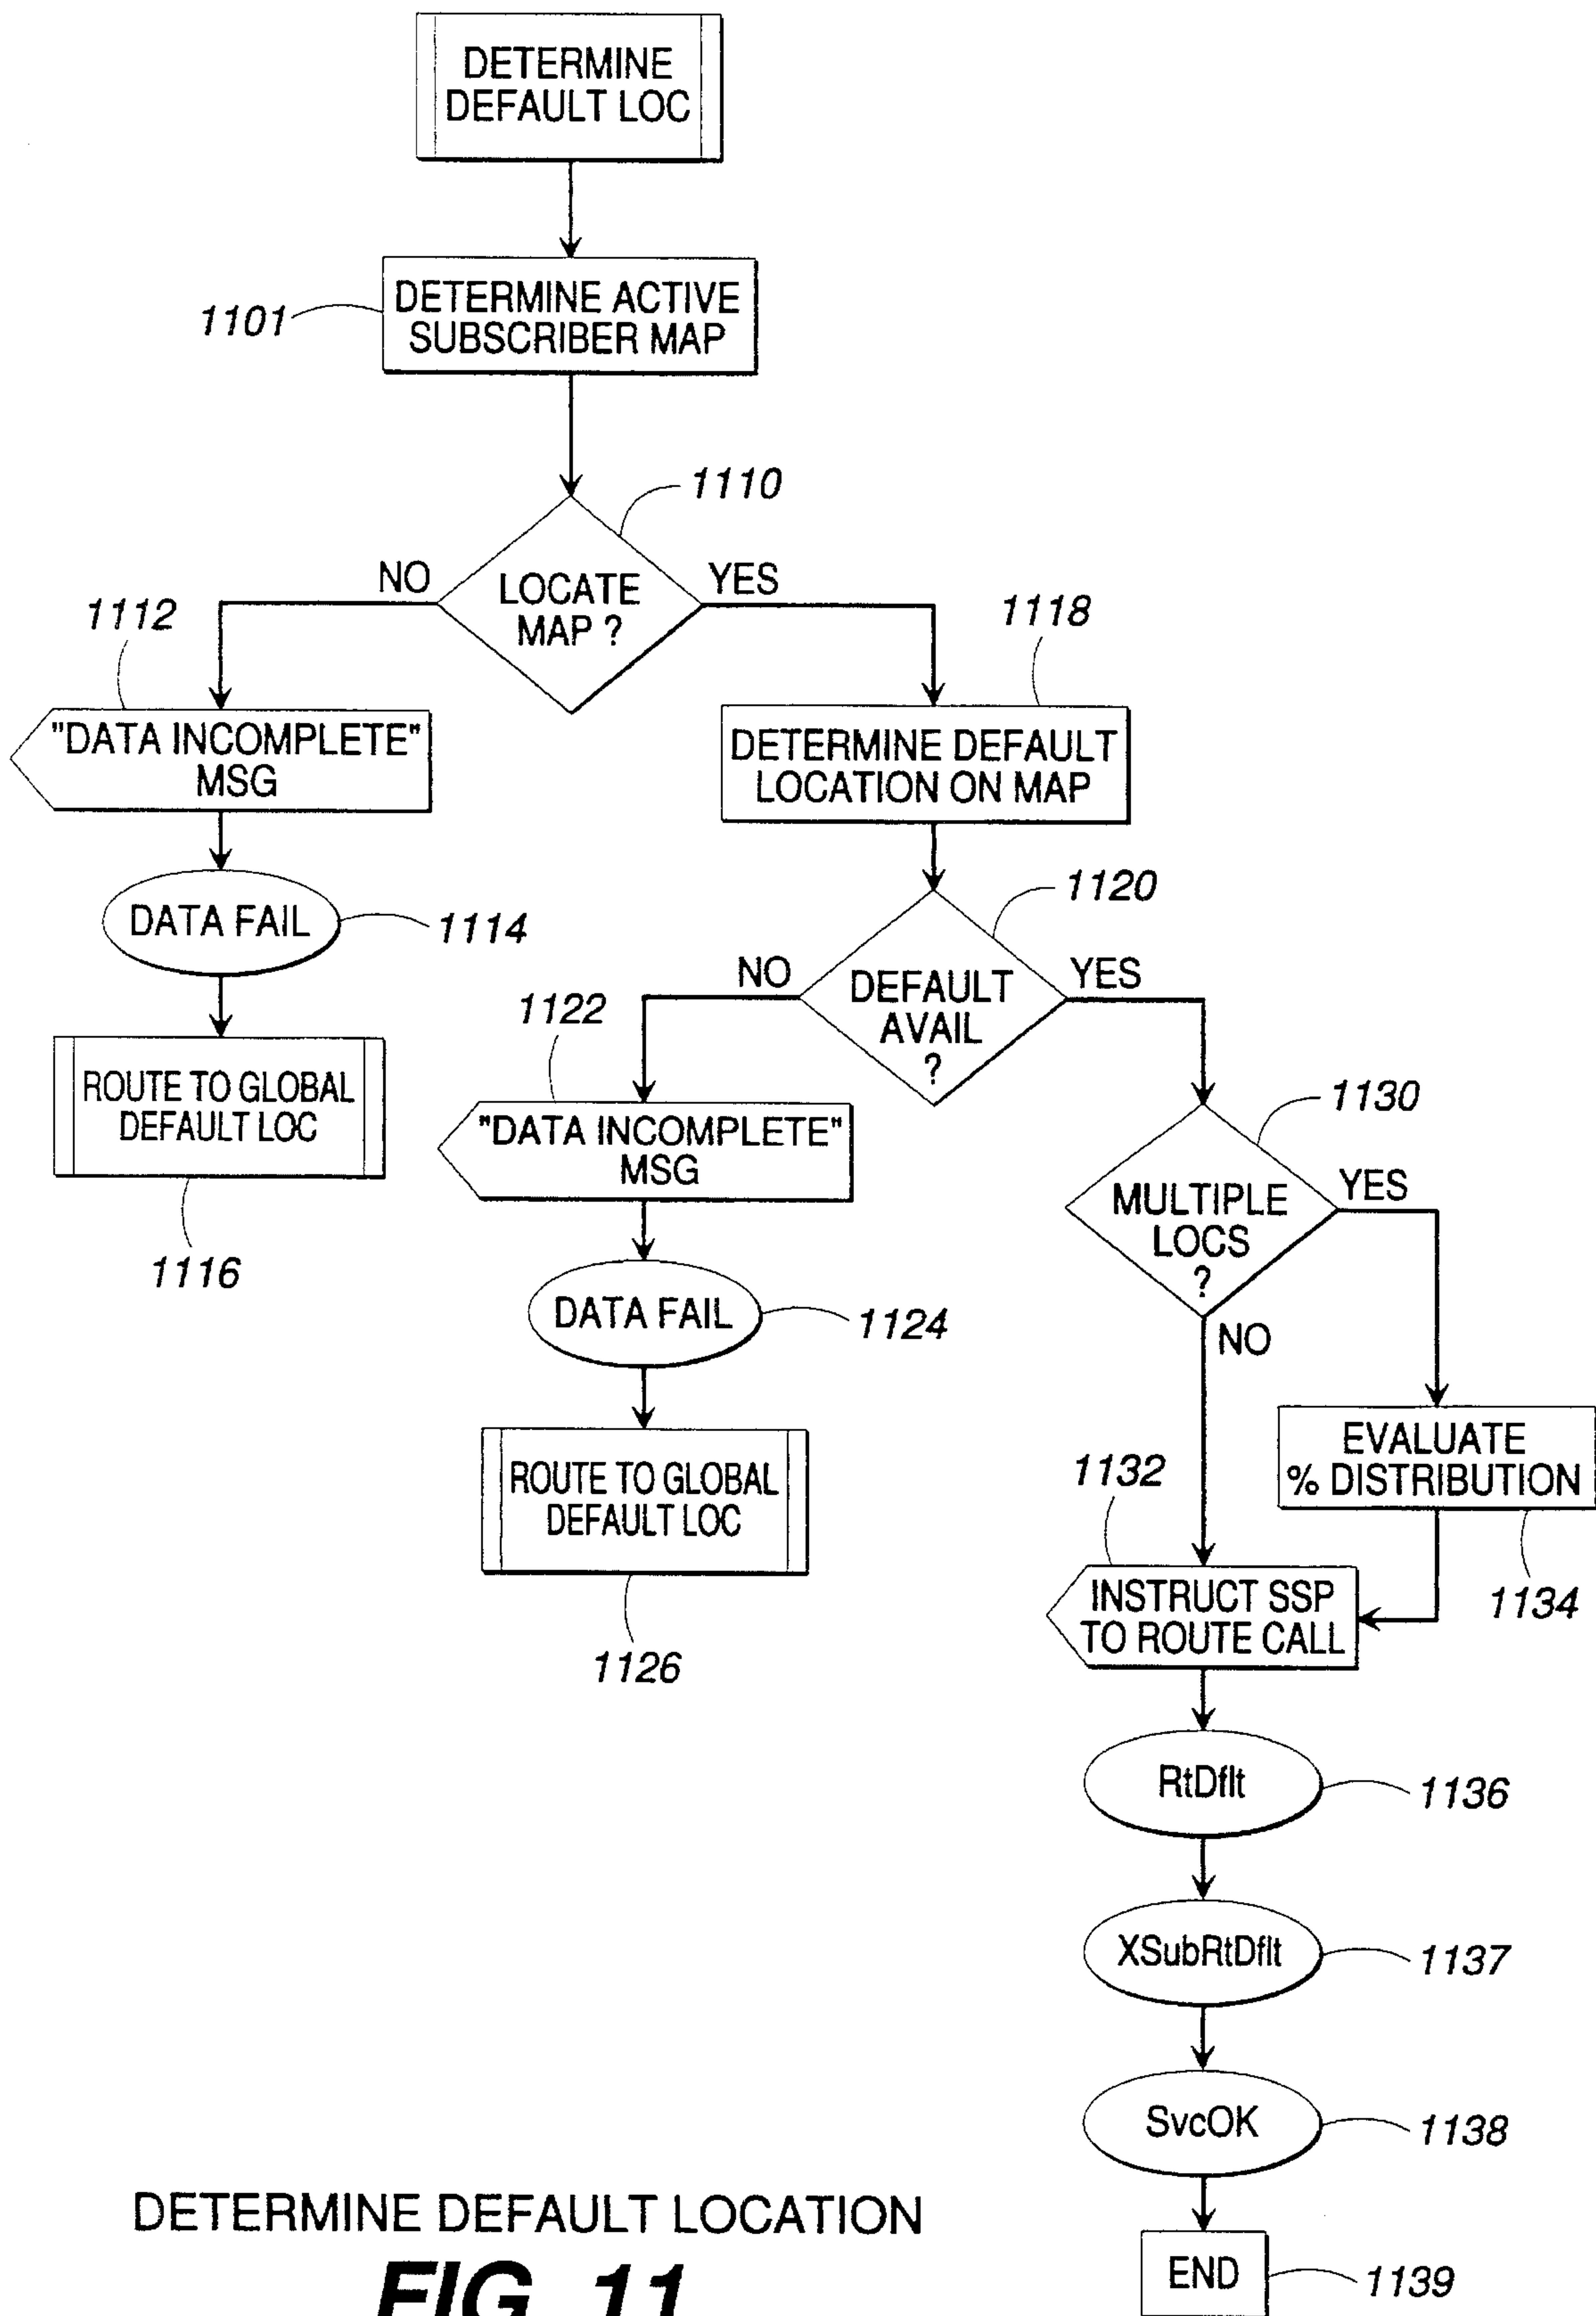 DETERMINE
DEFAULT LOC
DETERMINE ACTIVE
SUBSCRIBER MAP
1101
1110
LOCATE
MAP ?
NO
YES
1112
"DATA INCOMPLETE"
MSG
1118
DETERMINE DEFAULT
LOCATION ON MAP
DATA FAIL
1114
1120
DEFAULT
AVAIL
?
NO
YES
ROUTE TO GLOBAL
DEFAULT LOC
1116
1122
"DATA INCOMPLETE"
MSG
1130
MULTIPLE
LOCS
?
YES
NO
DATA FAIL
1124
ROUTE TO GLOBAL
DEFAULT LOC
1126
EVALUATE
% DISTRIBUTION
1134
1132
INSTRUCT SSP
TO ROUTE CALL
RtDflt
1136
XSubRtDflt
1137
SvcOK
1138
END
1139
DETERMINE DEFAULT LOCATION
FIG. 11